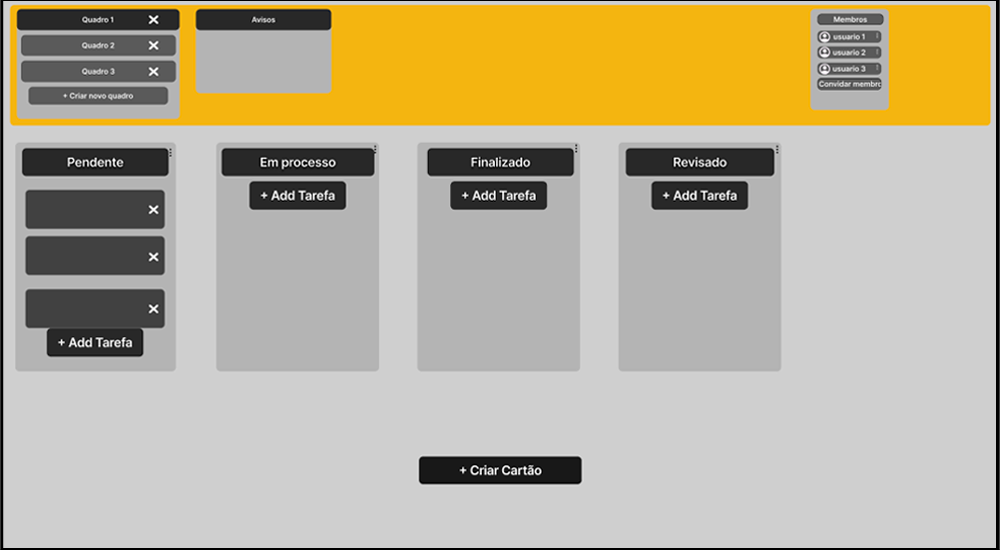 Quadro 1
Quadro 2
Quadro 3
+ Criar novo quadro
Avisos
Membros
usuario 1
usuario 2
usuario 3
Convidar membro
Pendente
+ Add Tarefa
Em processo
+ Add Tarefa
Finalizado
+ Add Tarefa
Revisado
+ Add Tarefa
+ Criar Cartão